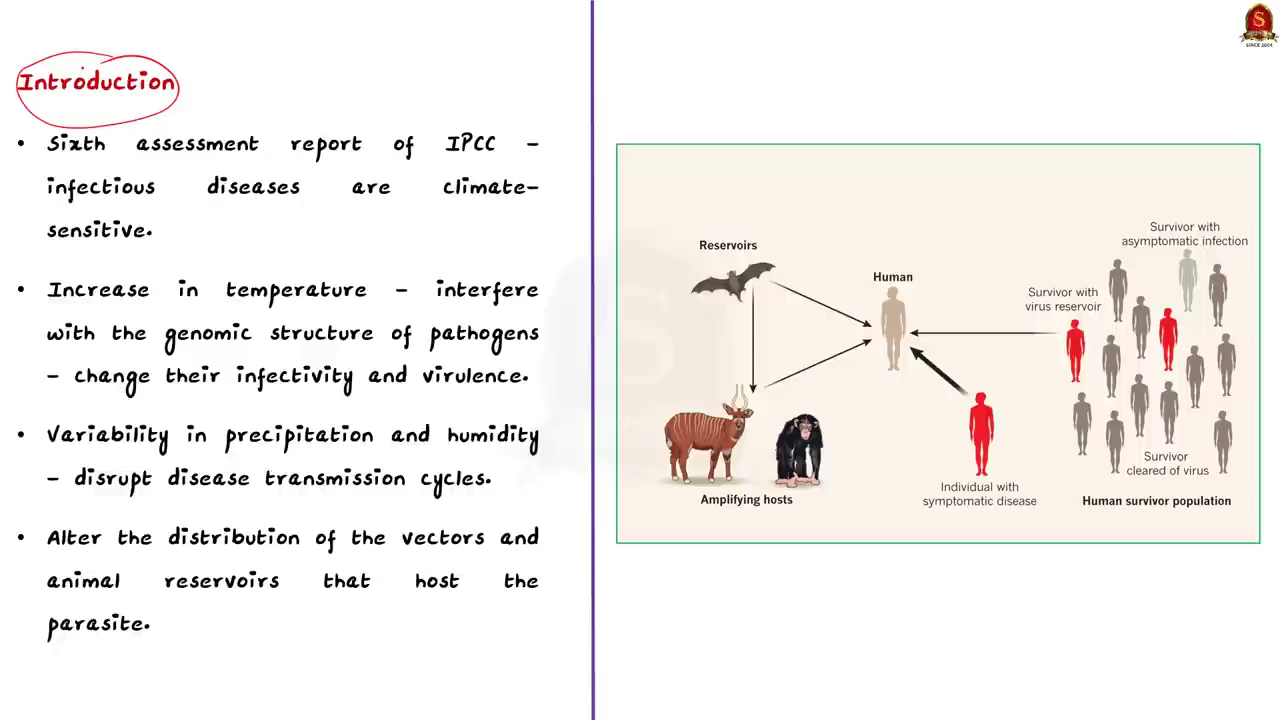 Introduction
• Sixth assessment report of IPCC –
infectious diseases are climate-
sensitive.
• Increase in temperature – interfere
with the genomic structure of pathogens
– change their infectivity and virulence.
• Variability in precipitation and humidity
– disrupt disease transmission cycles.
• Alter the distribution of the vectors and
animal reservoirs that host the
parasite.
Reservoirs
Human
Amplifying hosts
Individual with
symptomatic disease
Survivor with
virus reservoir
Survivor with
asymptomatic infection
Survivor
cleared of virus
Human survivor population
S
SINCE 2004